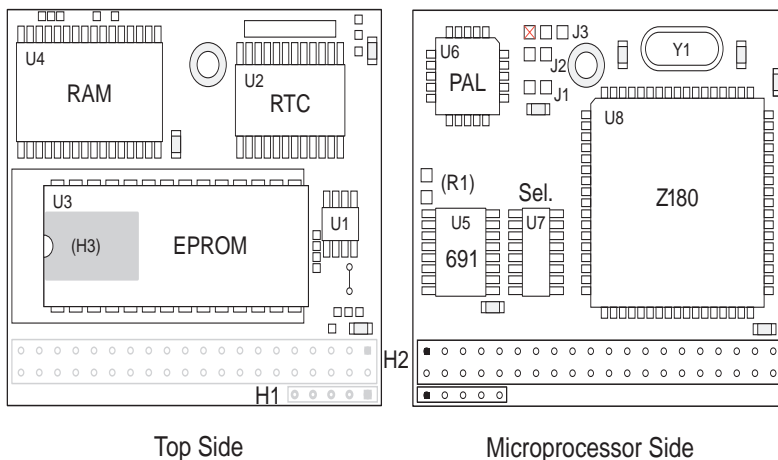 U4
RAM
U2
RTC
U3
(H3)
EPROM
U1
H1
H2
U6
PAL
J3
J2
J1
Y1
U8
Z180
(R1)
Sel.
U5
691
U7
Top Side
Microprocessor Side